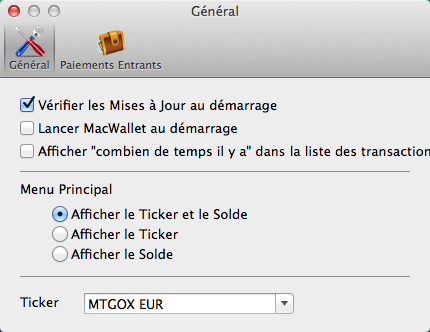 Général
Général Paiements Entrants
Vérifier les Mises à Jour au démarrage
Lancer MacWallet au démarrage
Afficher "combien de temps il y a" dans la liste des transaction
Menu Principal
Afficher le Ticker et le Solde
Afficher le Ticker
Afficher le Solde
Ticker MTGOX EUR